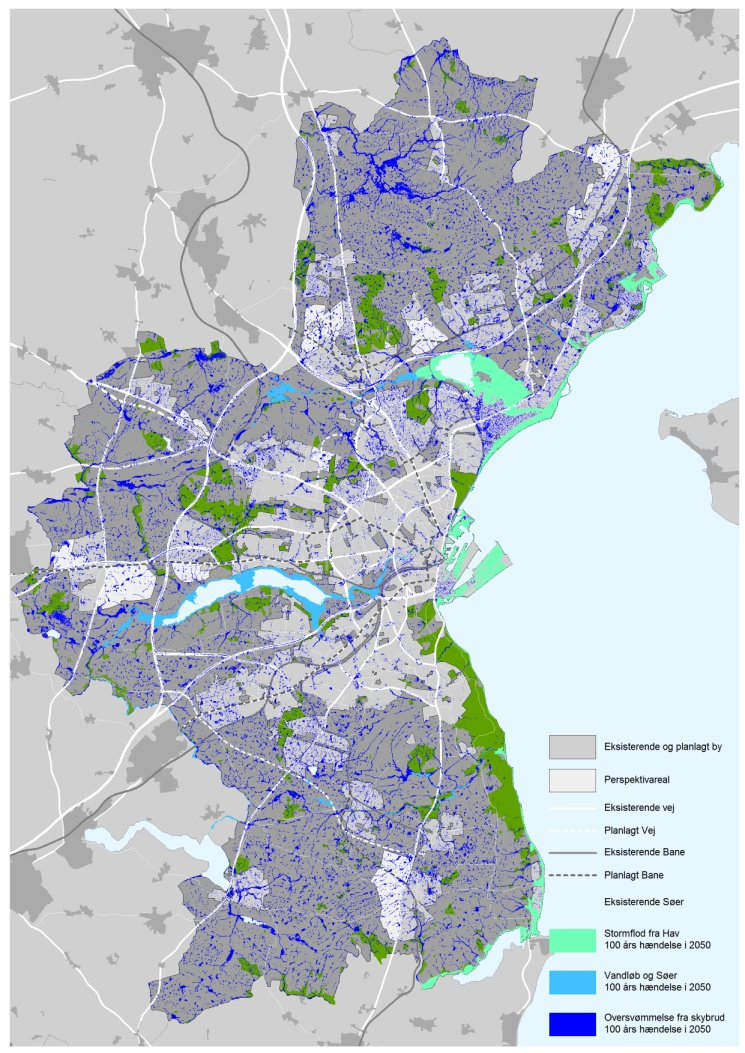 Eksisterende og planlagt by
Perspektivareal
Eksisterende vej
Planlagt Vej
Eksisterende Bane
Planlagt Bane
Eksisterende Søer
Stormflod fra Hav
100 års hændelse i 2050
Vandløb og Søer
100 års hændelse i 2050
Oversvømmelse fra skybrud
100 års hændelse i 2050